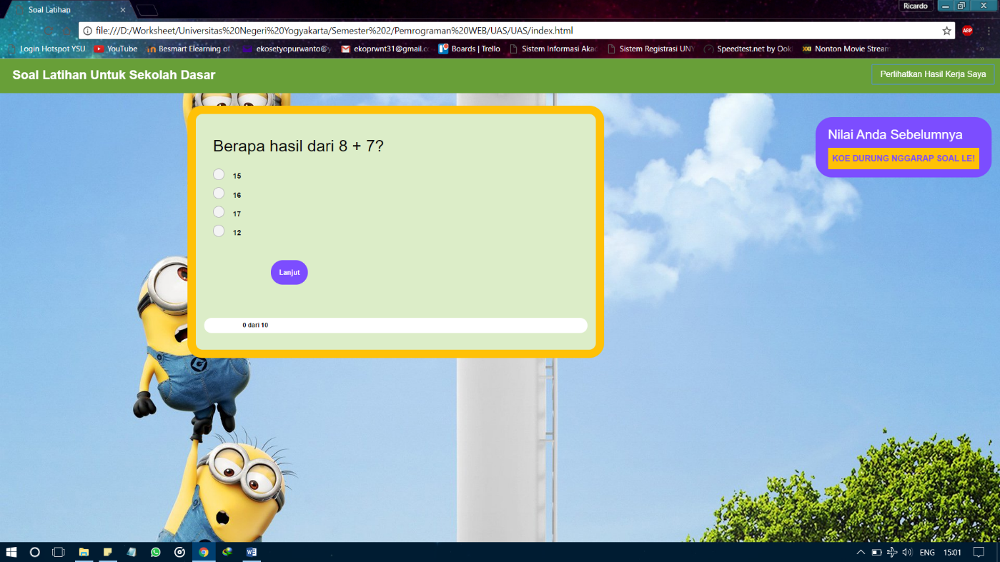 Soal Latihan
Ricardo
file:///D:/Worksheet/Universitas%20Negeri%20Yogyakarta/Semester%202/Pemrograman%20WEB/UAS/UAS/index.html
ABP
Login Hotspot YSU YouTube Besmart Elearning of ekosetyopurwanto@y ekoprwnt31@gmail.co Boards | Trello Sistem Informasi Akad Sistem Registrasi UNY Speedtest.net by Ookl Nonton Movie Stream »
Soal Latihan Untuk Sekolah Dasar
Perlihatkan Hasil Kerja Saya
Berapa hasil dari 8 + 7?
15
16
17
12
Lanjut
0 dari 10
Nilai Anda Sebelumnya
KOE DURUNG NGGARAP SOAL LE!
ENG 15:01